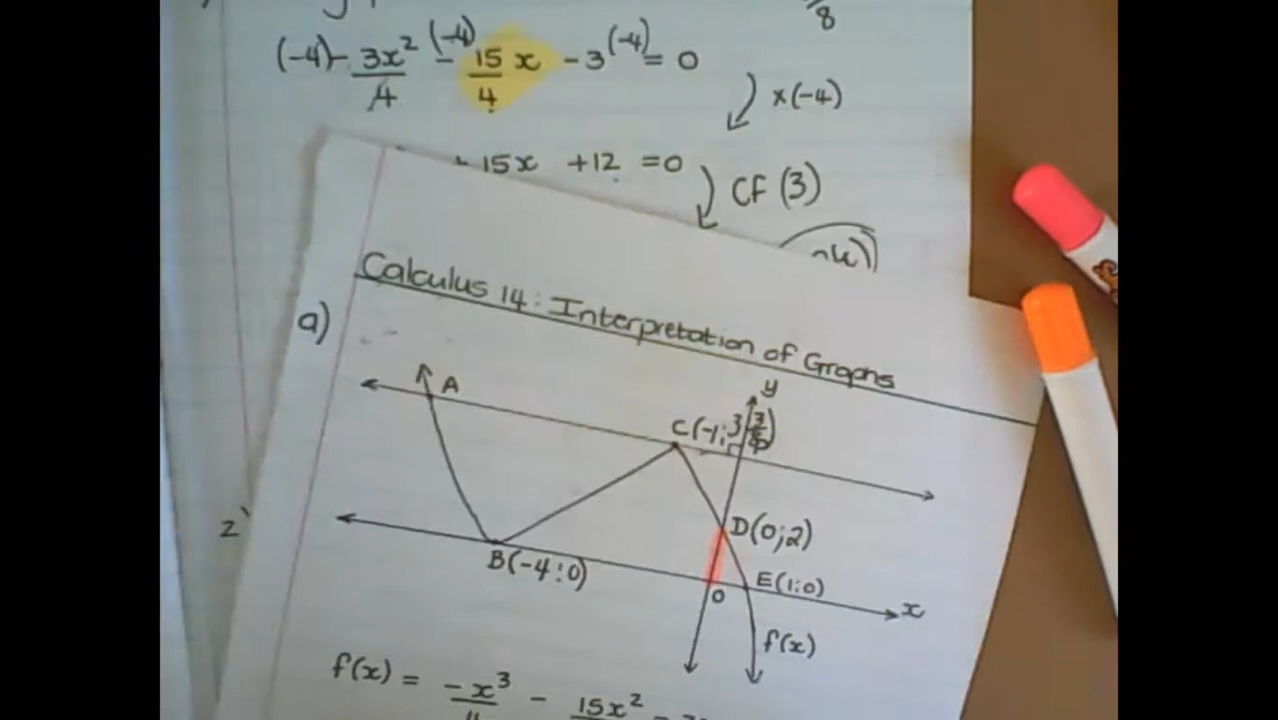 8
(-4) - 3x²/4 (-4) - 15/4 x - 3(-4) = 0
x(-4)
15x + 12 = 0
CF (3)
Calculus 14: Interpretation of Graphs
a)
A
y
C(-1;3
D(0;2)
B(-4:0)
E(1;0)
0
x
f(x)
f(x) = -x³ - 15x²